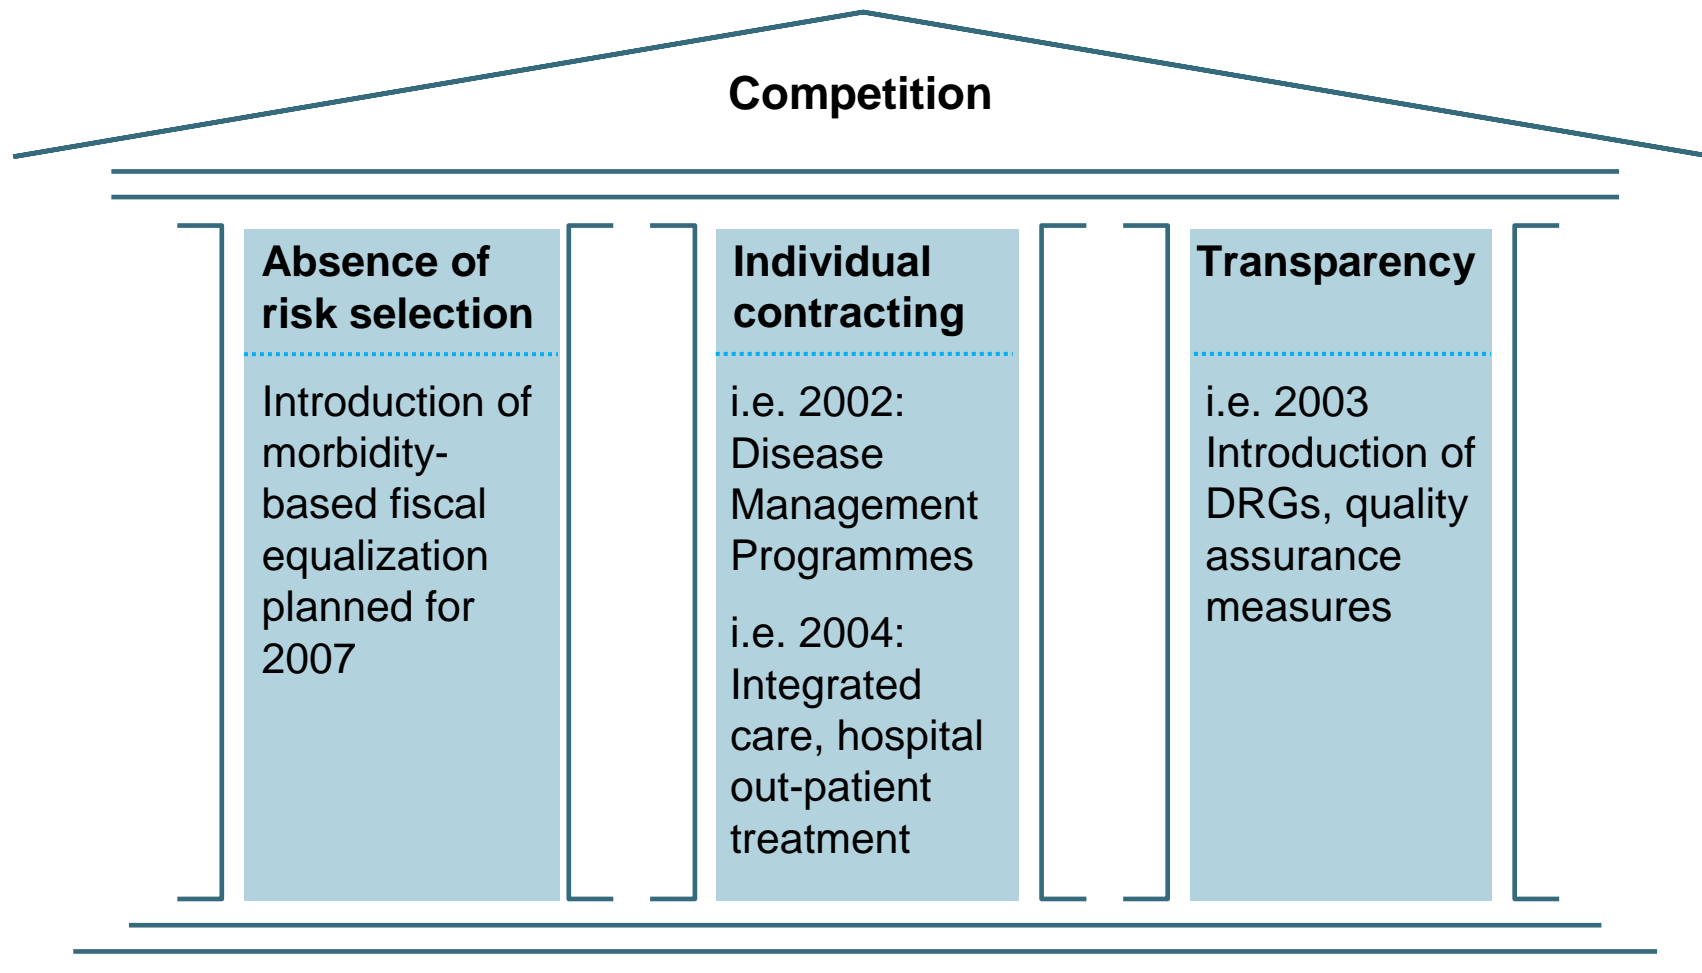 Competition
Absence of
risk selection
Introduction of
morbidity-
based fiscal
equalization
planned for
2007
Individual
contracting
i.e. 2002:
Disease
Management
Programmes
i.e. 2004:
Integrated
care, hospital
out-patient
treatment
Transparency
i.e. 2003
Introduction of
DRGs, quality
assurance
measures